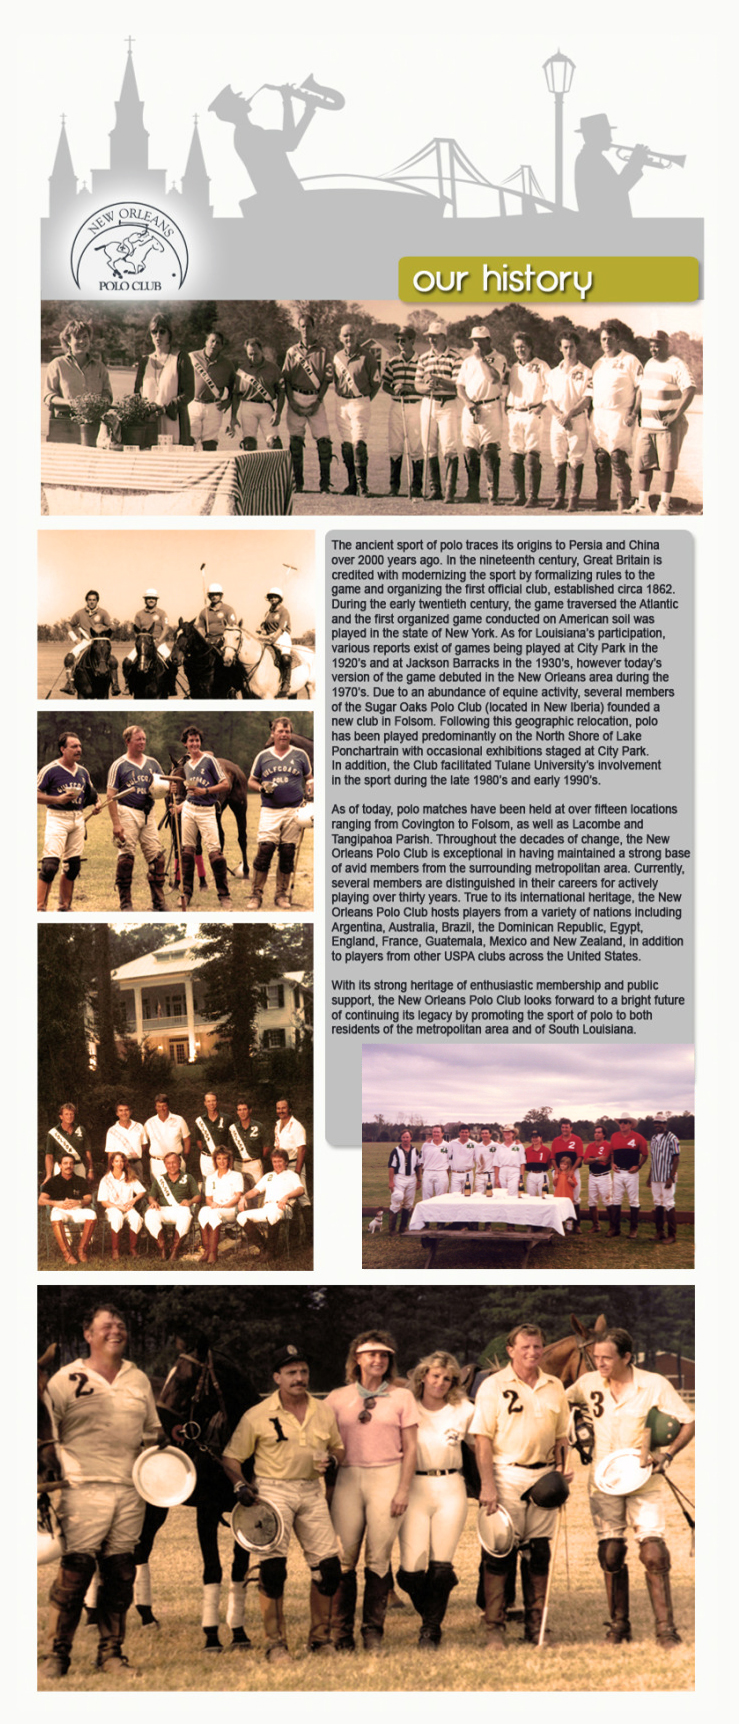 NEW ORLEANS
POLO CLUB
our history
The ancient sport of polo traces its origins to Persia and China
over 2000 years ago. In the nineteenth century, Great Britain is
credited with modernizing the sport by formalizing rules to the
game and organizing the first official club, established circa 1862.
During the early twentieth century, the game traversed the Atlantic
and the first organized game conducted on American soil was
played in the state of New York. As for Louisiana's participation,
various reports exist of games being played at City Park in the
1920's and at Jackson Barracks in the 1930's, however today's
version of the game debuted in the New Orleans area during the
1970's. Due to an abundance of equine activity, several members
of the Sugar Oaks Polo Club (located in New Iberia) founded a
new club in Folsom. Following this geographic relocation, polo
has been played predominantly on the North Shore of Lake
Ponchartrain with occasional exhibitions staged at City Park.
In addition, the Club facilitated Tulane University's involvement
in the sport during the late 1980's and early 1990's.
As of today, polo matches have been held at over fifteen locations
ranging from Covington to Folsom, as well as Lacombe and
Tangipahoa Parish. Throughout the decades of change, the New
Orleans Polo Club is exceptional in having maintained a strong base
of avid members from the surrounding metropolitan area. Currently,
several members are distinguished in their careers for actively
playing over thirty years. True to its international heritage, the New
Orleans Polo Club hosts players from a variety of nations including
Argentina, Australia, Brazil, the Dominican Republic, Egypt,
England, France, Guatemala, Mexico and New Zealand, in addition
to players from other USPA clubs across the United States.
With its strong heritage of enthusiastic membership and public
support, the New Orleans Polo Club looks forward to a bright future
of continuing its legacy by promoting the sport of polo to both
residents of the metropolitan area and of South Louisiana.
GULFCOAST
POLO
2
1
2
3